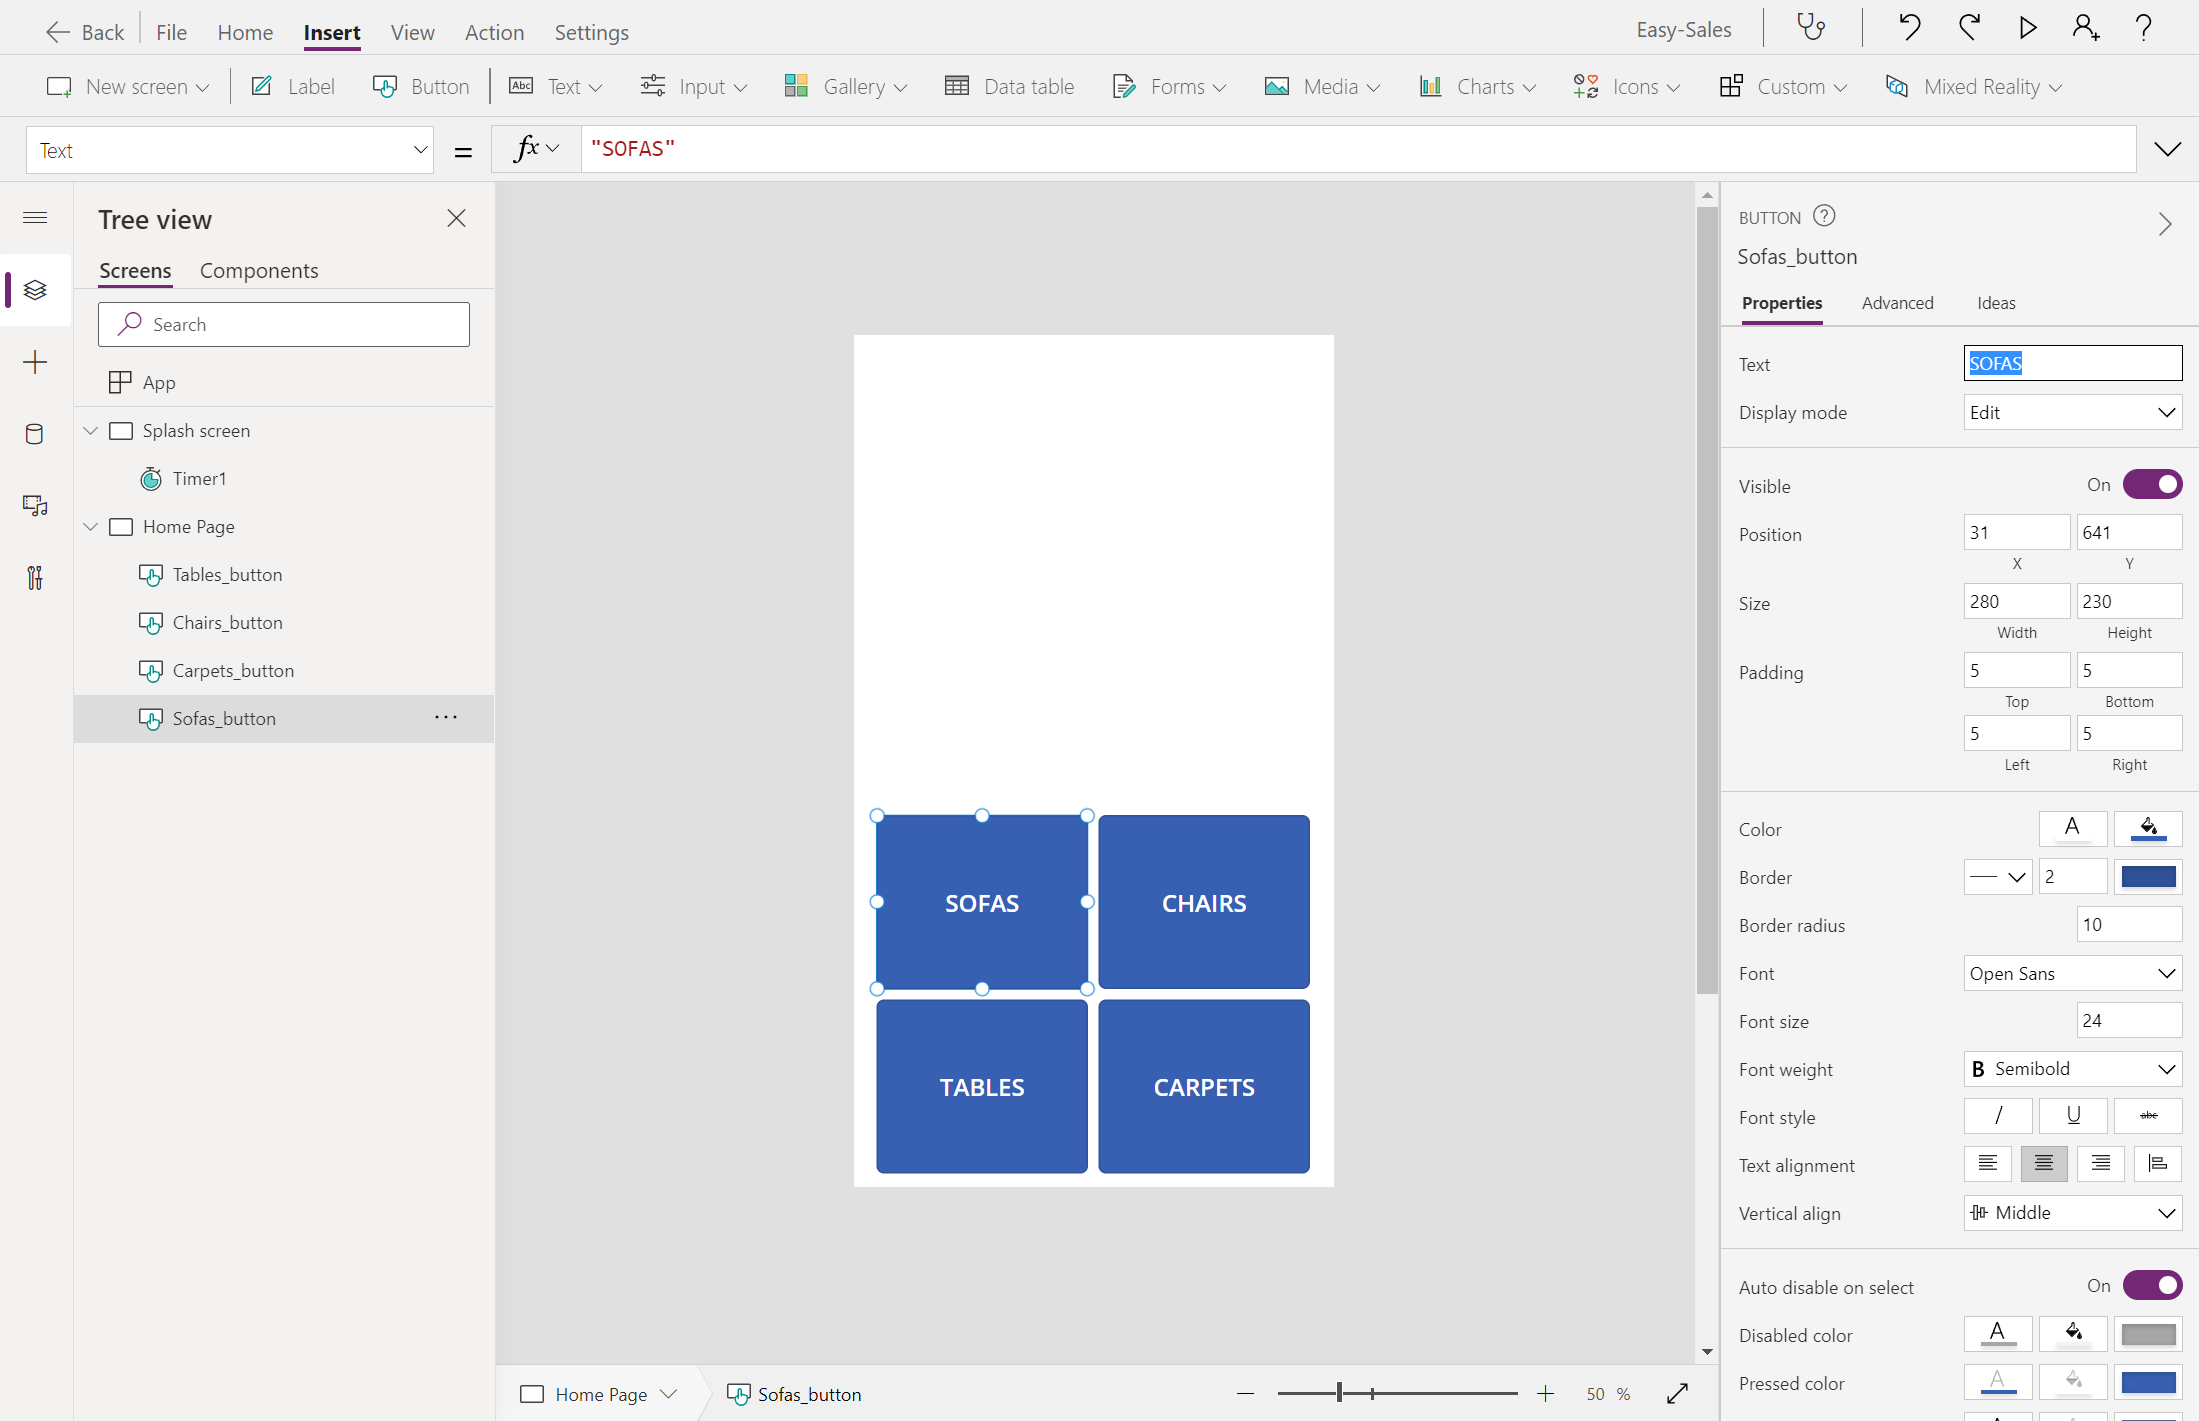 Back File Home Insert View Action Settings Easy-Sales
New screen Label Button Abc Text Input Gallery Data table Forms Media Charts Icons Custom Mixed Reality
Text = fx "SOFAS"
Tree view
Screens Components
Search
App
Splash screen
Timer1
Home Page
Tables_button
Chairs_button
Carpets_button
Sofas_button ...
SOFAS CHAIRS
TABLES CARPETS
Home Page Sofas_button 50 %
BUTTON ?
Sofas_button
Properties Advanced Ideas
Text SOFAS
Display mode Edit
Visible On
Position 31 641
X Y
Size 280 230
Width Height
Padding 5 5
Top Bottom
5 5
Left Right
Color A
Border 2
Border radius 10
Font Open Sans
Font size 24
Font weight B Semibold
Font style / U abc
Text alignment
Vertical align Middle
Auto disable on select On
Disabled color A
Pressed color A